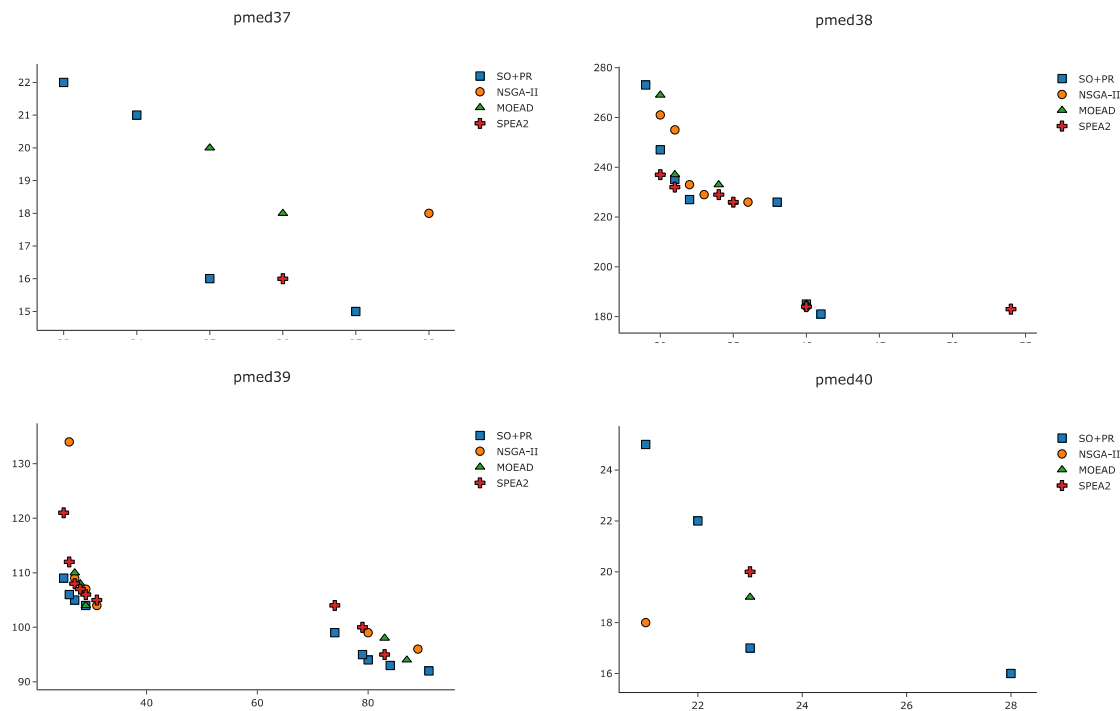 pmed37
22
21
20
19
18
17
16
15
SO+PR
NSGA-II
MOEAD
SPEA2
pmed38
280
260
240
220
200
180
SO+PR
NSGA-II
MOEAD
SPEA2
pmed39
130
120
110
100
90
40
60
80
SO+PR
NSGA-II
MOEAD
SPEA2
pmed40
24
22
20
18
16
22
24
26
28
SO+PR
NSGA-II
MOEAD
SPEA2